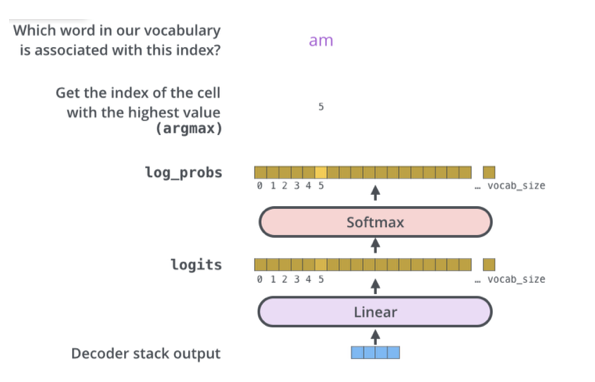 Which word in our vocabulary
is associated with this index?
am
Get the index of the cell
with the highest value
(argmax)
5
log_probs
0 1 2 3 4 5 … vocab_size
Softmax
logits
0 1 2 3 4 5 … vocab_size
Linear
Decoder stack output